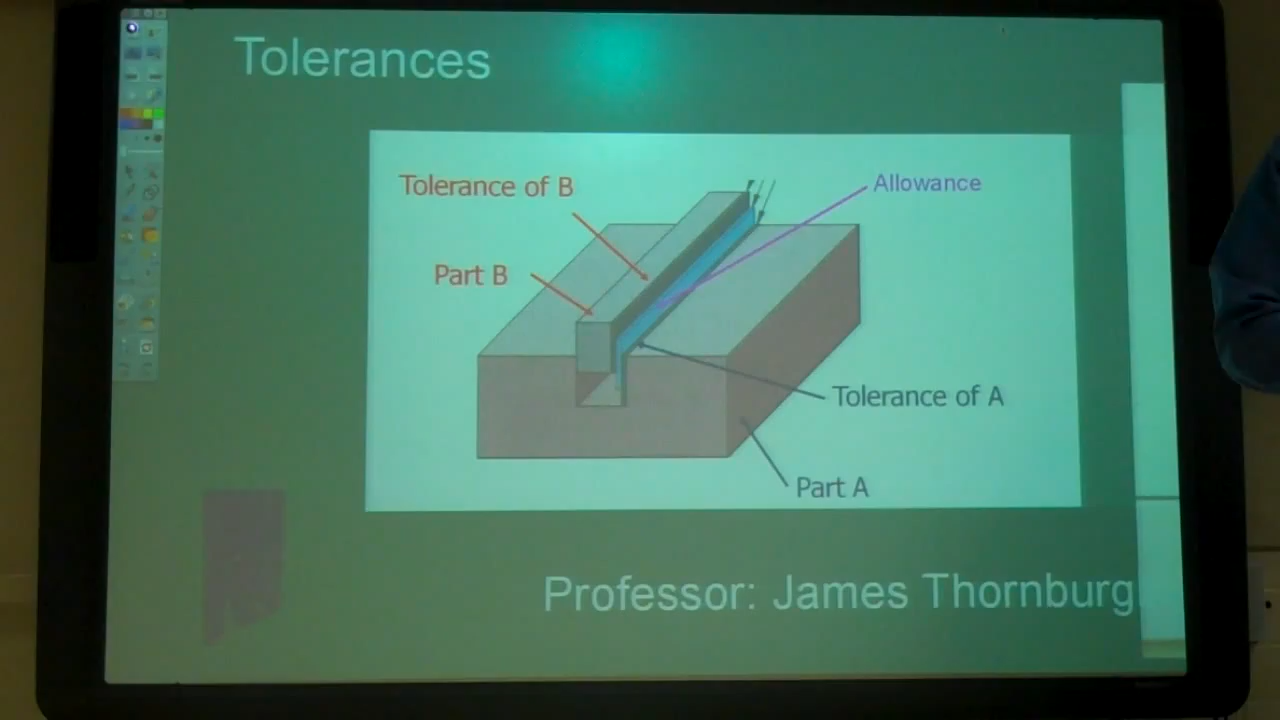 Tolerances
Tolerance of B
Allowance
Part B
Tolerance of A
Part A
Professor: James Thornburg